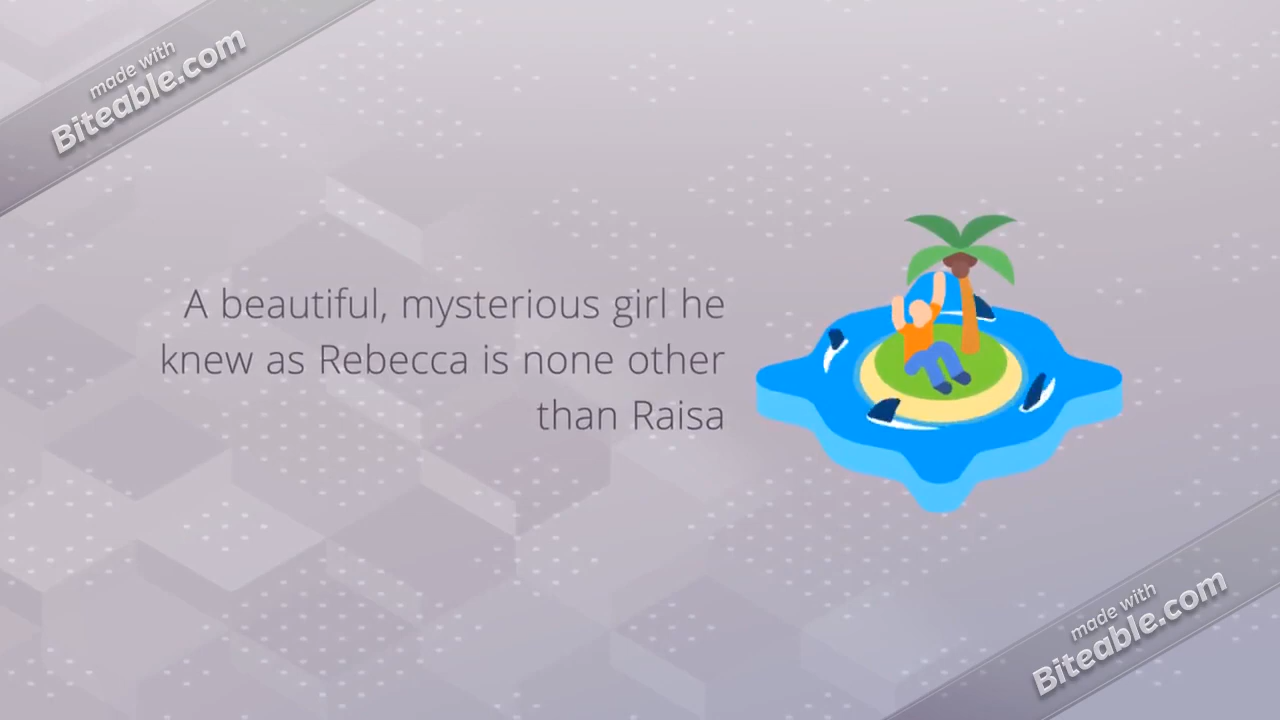 made with
Biteable.com
A beautiful, mysterious girl he
knew as Rebecca is none other
than Raisa
made with
Biteable.com